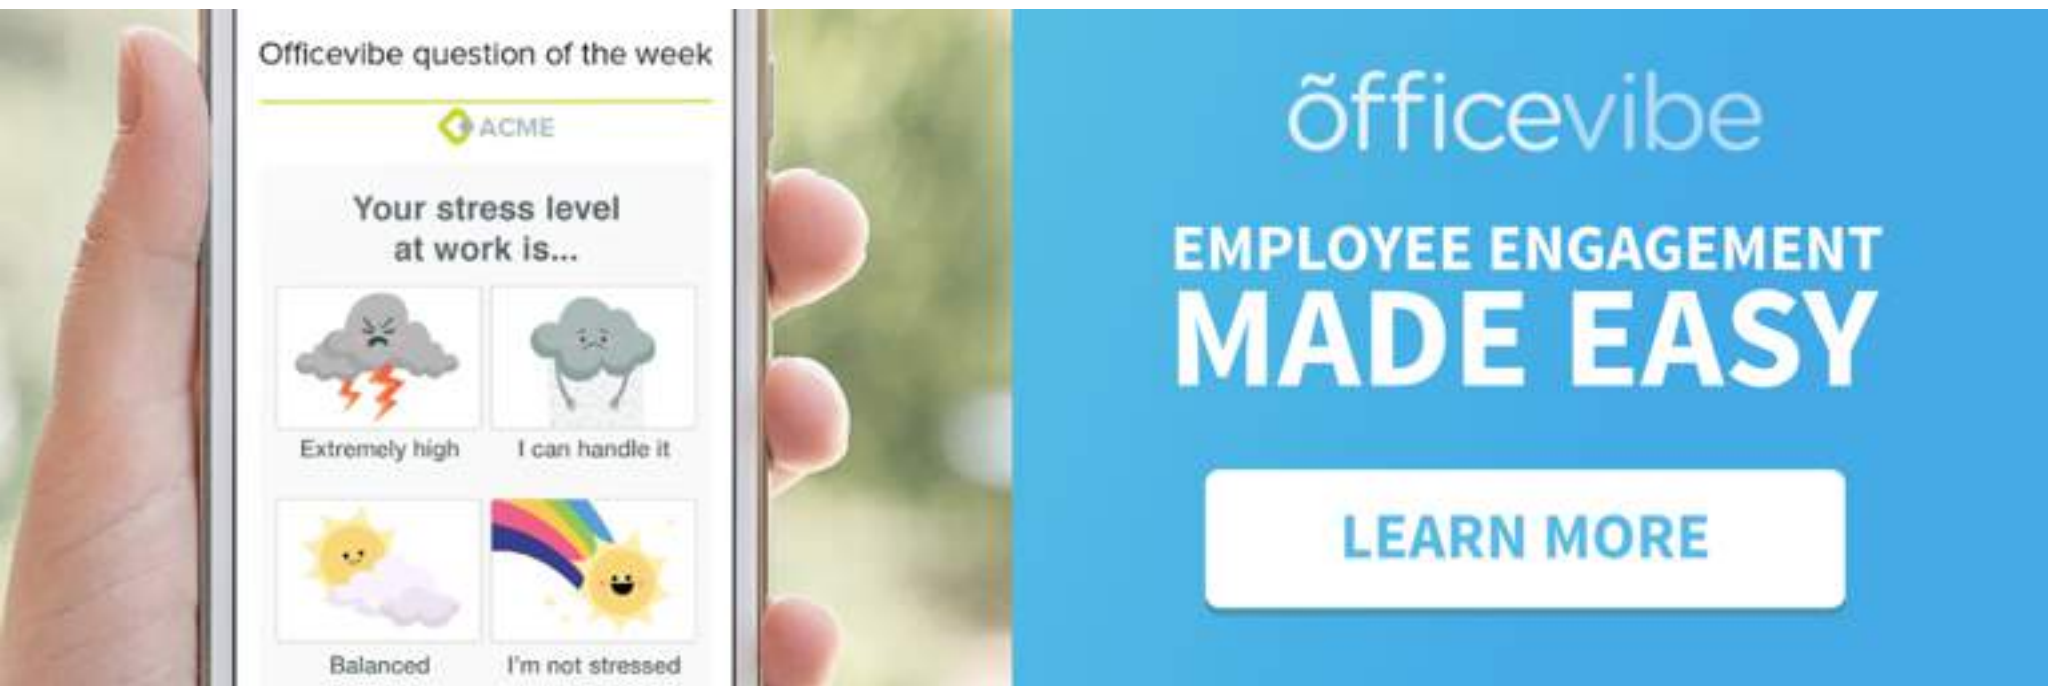 Officevibe question of the week
ACME
Your stress level
at work is...
Extremely high
I can handle it
Balanced
I'm not stressed
õfficevibe
EMPLOYEE ENGAGEMENT
MADE EASY
LEARN MORE